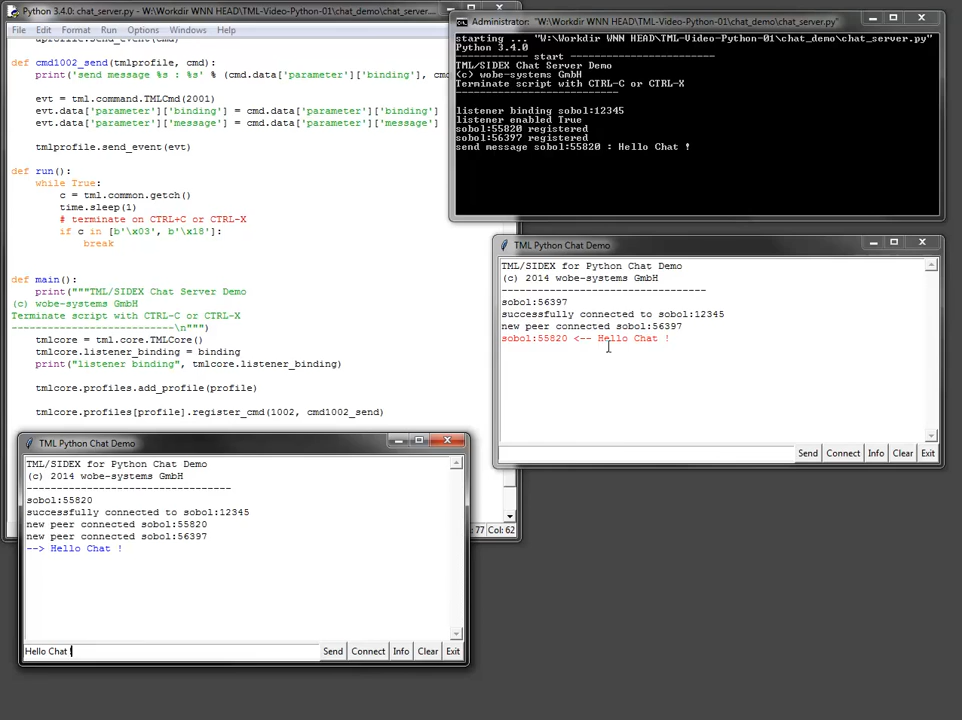 Python 3.4.0: chat_server.py - W:\Workdir WNN HEAD\TML-Video-Python-01\chat_demo\chat_server....
File Edit Format Run Options Windows Help
def cmd1002_send(tmlprofile, cmd):
print('send message %s : %s' % (cmd.data['parameter']['binding'], c
evt = tml.command.TMLCmd(2001)
evt.data['parameter']['binding'] = cmd.data['parameter']['binding']
evt.data['parameter']['message'] = cmd.data['parameter']['message']
tmlprofile.send_event(evt)
def run():
while True:
c = tml.common.getch()
time.sleep(1)
# terminate on CTRL+C or CTRL-X
if c in [b'\x03', b'\x18']:
break
def main():
print("""TML/SIDEX Chat Server Demo
(c) wobe-systems GmbH
Terminate script with CTRL-C or CTRL-X
---------------------------\n""")
tmlcore = tml.core.TMLCore()
tmlcore.listener_binding = binding
print("listener binding", tmlcore.listener_binding)
tmlcore.profiles.add_profile(profile)
tmlcore.profiles[profile].register_cmd(1002, cmd1002_send)
77 Col: 62
Administrator: "W:\Workdir WNN HEAD\TML-Video-Python-01\chat_demo\chat_server.py"
starting ... "W:\Workdir WNN HEAD\TML-Video-Python-01\chat_demo\chat_server.py"
Python 3.4.0
------------- start -------------------------
TML/SIDEX Chat Server Demo
(c) wobe-systems GmbH
Terminate script with CTRL-C or CTRL-X
---------------------------
listener binding sobol:12345
listener enabled True
sobol:55820 registered
sobol:56397 registered
send message sobol:55820 : Hello Chat !
TML Python Chat Demo
TML/SIDEX for Python Chat Demo
(c) 2014 wobe-systems GmbH
----------------------------------
sobol:56397
successfully connected to sobol:12345
new peer connected sobol:56397
sobol:55820 <-- Hello Chat !
Send Connect Info Clear Exit
TML Python Chat Demo
TML/SIDEX for Python Chat Demo
(c) 2014 wobe-systems GmbH
----------------------------------
sobol:55820
successfully connected to sobol:12345
new peer connected sobol:55820
new peer connected sobol:56397
--> Hello Chat !
Hello Chat !
Send Connect Info Clear Exit